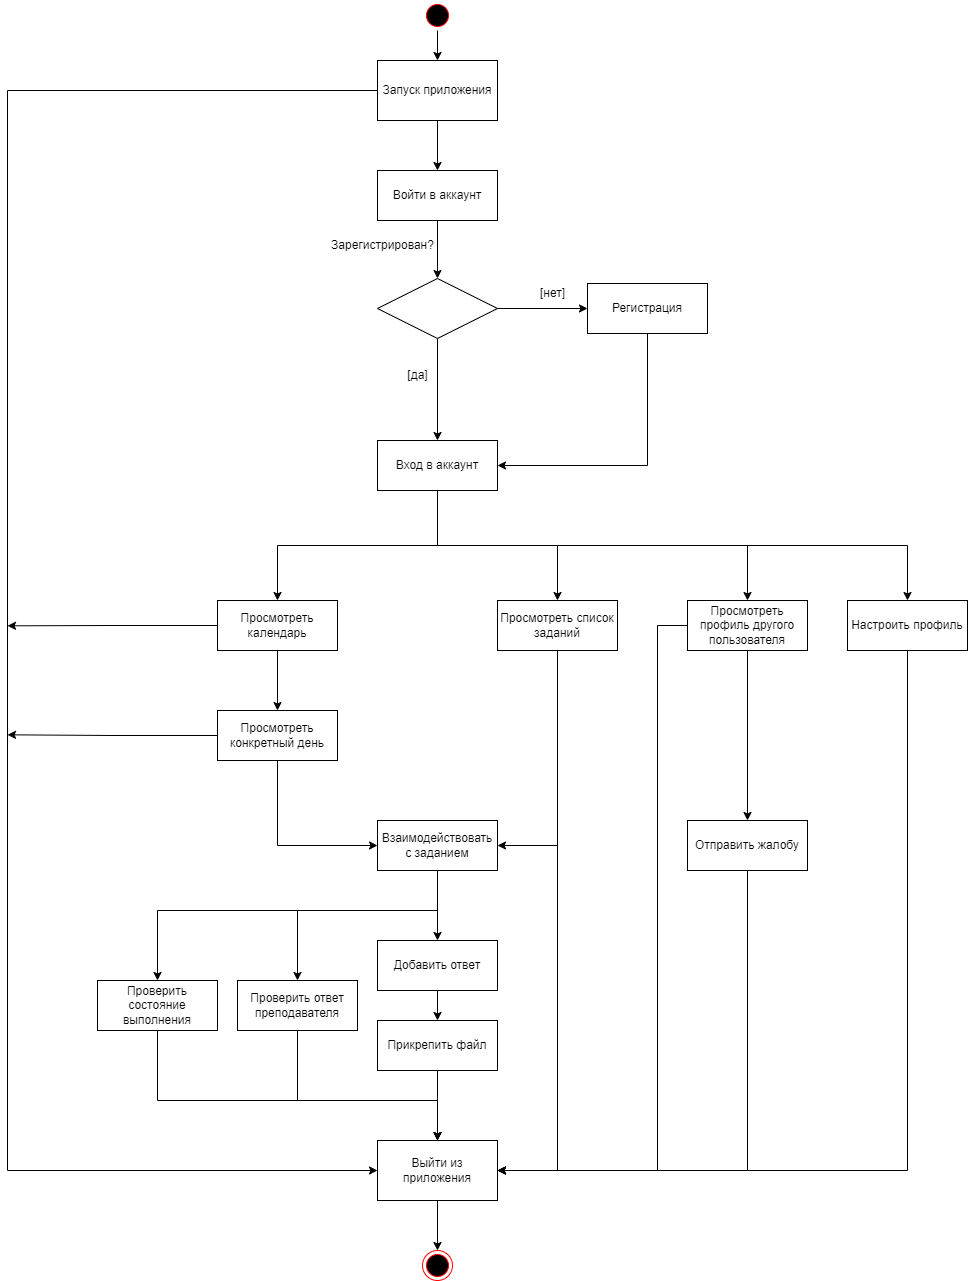 Запуск приложения
Войти в аккаунт
Зарегистрирован?
[нет]
Регистрация
[да]
Вход в аккаунт
Просмотреть
календарь
Просмотреть список
заданий
Просмотреть
профиль другого
пользователя
Настроить профиль
Просмотреть
конкретный день
Взаимодействовать
с заданием
Отправить жалобу
Добавить ответ
Проверить
состояние
выполнения
Проверить ответ
преподавателя
Прикрепить файл
Выйти из
приложения